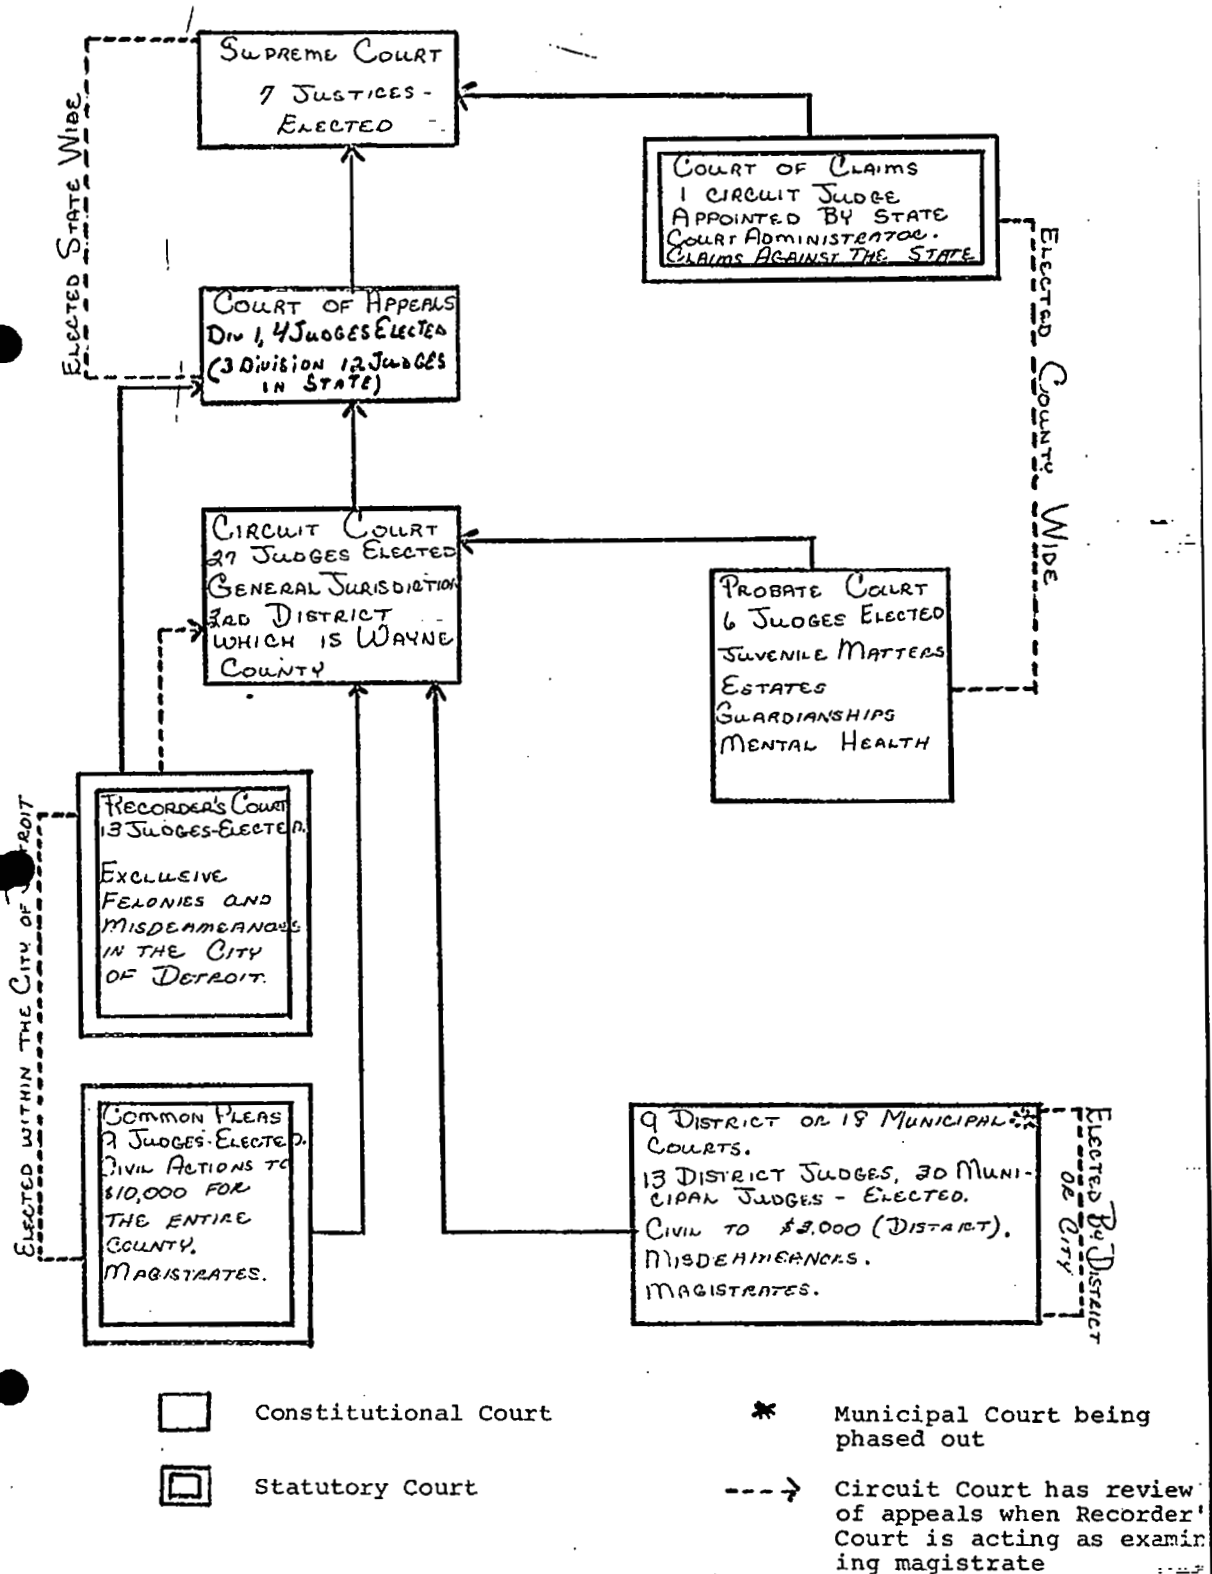 SUPREME COURT
7 JUSTICES-
ELECTED
ELECTED STATE WIDE
COURT OF CLAIMS
1 CIRCUIT JUDGE
APPOINTED BY STATE
COURT ADMINISTRATOR.
CLAIMS AGAINST THE STATE
ELECTED COUNTY WIDE
COURT OF APPEALS
DIV 1, 4 JUDGES ELECTED
(3 DIVISION 12 JUDGES
IN STATE)
CIRCUIT COURT
27 JUDGES ELECTED
GENERAL JURISDICTION
3RD DISTRICT
WHICH IS WAYNE
COUNTY
PROBATE COURT
6 JUDGES ELECTED
JUVENILE MATTERS
ESTATES
GUARDIANSHIPS
MENTAL HEALTH
RECORDER'S COURT
13 JUDGES-ELECTED.
EXCLUSIVE
FELONIES AND
MISDEAMEANORS
IN THE CITY
OF DETROIT.
ELECTED WITHIN THE CITY OF TROIT
COMMON PLEAS
9 JUDGES-ELECTED.
CIVIL ACTIONS TO
$10,000 FOR
THE ENTIRE
COUNTY.
MAGISTRATES.
9 DISTRICT OR 18 MUNICIPAL *
COURTS.
13 DISTRICT JUDGES, 20 MUNI-
CIPAL JUDGES - ELECTED.
CIVIL TO $3,000 (DISTRICT).
MISDEAMEANORS.
MAGISTRATES.
ELECTED BY DISTRICT
OR CITY
Constitutional Court
Statutory Court
* Municipal Court being
phased out
Circuit Court has review
of appeals when Recorder'
Court is acting as examin
ing magistrate